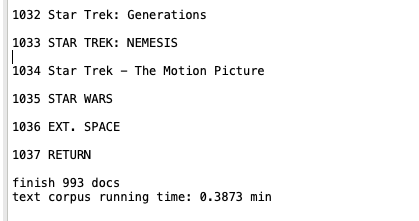 1032 Star Trek: Generations
1033 STAR TREK: NEMESIS
1034 Star Trek – The Motion Picture
1035 STAR WARS
1036 EXT. SPACE
1037 RETURN
finish 993 docs
text corpus running time: 0.3873 min